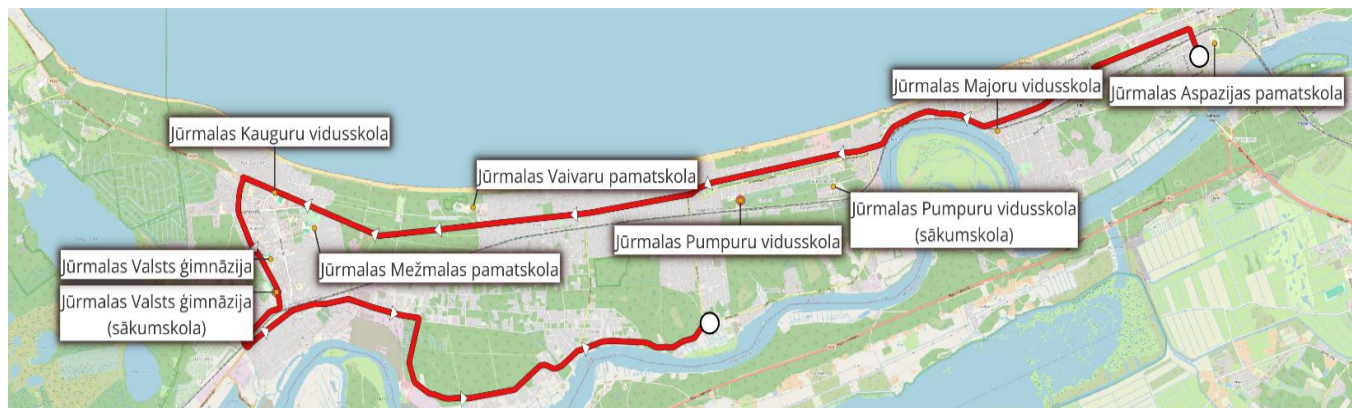 Jūrmalas Majoru vidusskola
Jūrmalas Aspazijas pamatskola
Jūrmalas Kauguru vidusskola
Jūrmalas Vaivaru pamatskola
Jūrmalas Pumpuru vidusskola
(sākumskola)
Jūrmalas Pumpuru vidusskola
Jūrmalas Valsts ģimnāzija
Jūrmalas Mežmalas pamatskola
Jūrmalas Valsts ģimnāzija
(sākumskola)